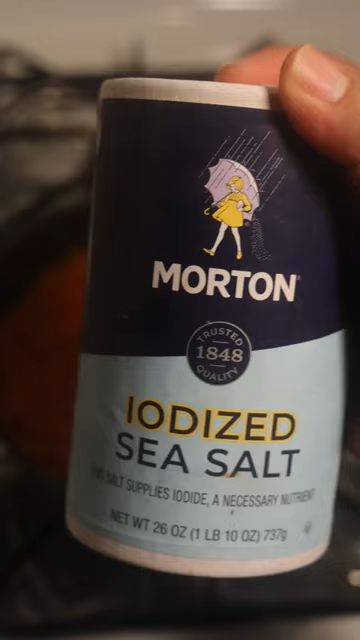 MORTON
TRUSTED
1848
QUALITY
IODIZED
SEA SALT
SALT SUPPLIES IODIDE, A NECESSARY NUTRIENT
NET WT 26 OZ (1 LB 10 OZ) 737g